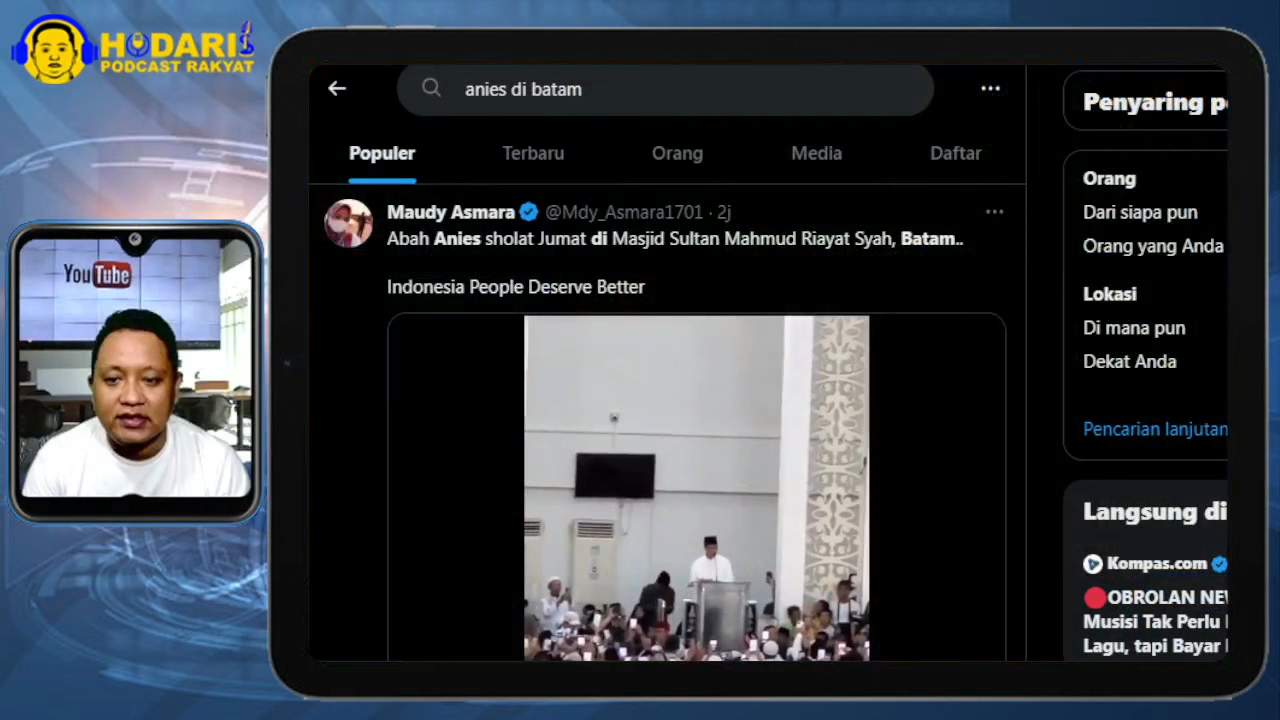 HODARI
PODCAST RAKYAT
YouTube
anies di batam
Populer
Terbaru
Orang
Media
Daftar
Maudy Asmara @Mdy_Asmara1701 · 2j
Abah Anies sholat Jumat di Masjid Sultan Mahmud Riayat Syah, Batam..
Indonesia People Deserve Better
Penyaring p
Orang
Dari siapa pun
Orang yang Anda
Lokasi
Di mana pun
Dekat Anda
Pencarian lanjutan
Langsung di
Kompas.com
OBROLAN NEW
Musisi Tak Perlu
Lagu, tapi Bayar